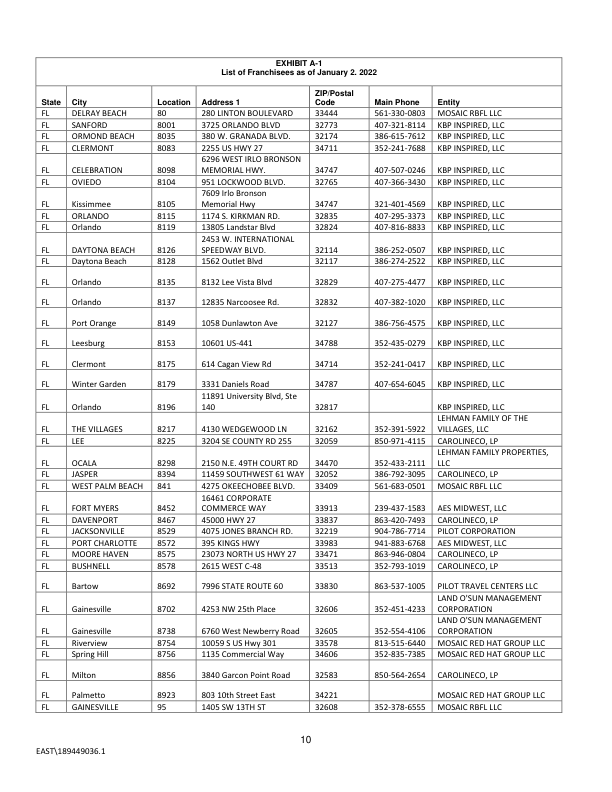 EXHIBIT A-1
List of Franchisees as of January 2. 2022
ZIP/Postal
State City Location Address 1 Code Main Phone Entity
FL DELRAY BEACH 80 280 LINTON BOULEVARD 33444 561-330-0803 MOSAIC RBFL LLC
FL SANFORD 8001 3725 ORLANDO BLVD 32773 407-321-8114 KBP INSPIRED, LLC
FL ORMOND BEACH 8035 380 W. GRANADA BLVD. 32174 386-615-7612 KBP INSPIRED, LLC
FL CLERMONT 8083 2255 US HWY 27 34711 352-241-7688 KBP INSPIRED, LLC
6296 WEST IRLO BRONSON
FL CELEBRATION 8098 MEMORIAL HWY. 34747 407-507-0246 KBP INSPIRED, LLC
FL OVIEDO 8104 951 LOCKWOOD BLVD. 32765 407-366-3430 KBP INSPIRED, LLC
7609 Irlo Bronson
FL Kissimmee 8105 Memorial Hwy 34747 321-401-4569 KBP INSPIRED, LLC
FL ORLANDO 8115 1174 S. KIRKMAN RD. 32835 407-295-3373 KBP INSPIRED, LLC
FL Orlando 8119 13805 Landstar Blvd 32824 407-816-8833 KBP INSPIRED, LLC
2453 W. INTERNATIONAL
FL DAYTONA BEACH 8126 SPEEDWAY BLVD. 32114 386-252-0507 KBP INSPIRED, LLC
FL Daytona Beach 8128 1562 Outlet Blvd 32117 386-274-2522 KBP INSPIRED, LLC
FL Orlando 8135 8132 Lee Vista Blvd 32829 407-275-4477 KBP INSPIRED, LLC
FL Orlando 8137 12835 Narcoosee Rd. 32832 407-382-1020 KBP INSPIRED, LLC
FL Port Orange 8149 1058 Dunlawton Ave 32127 386-756-4575 KBP INSPIRED, LLC
FL Leesburg 8153 10601 US-441 34788 352-435-0279 KBP INSPIRED, LLC
FL Clermont 8175 614 Cagan View Rd 34714 352-241-0417 KBP INSPIRED, LLC
FL Winter Garden 8179 3331 Daniels Road 34787 407-654-6045 KBP INSPIRED, LLC
11891 University Blvd, Ste
FL Orlando 8196 140 32817 KBP INSPIRED, LLC
LEHMAN FAMILY OF THE
FL THE VILLAGES 8217 4130 WEDGEWOOD LN 32162 352-391-5922 VILLAGES, LLC
FL LEE 8225 3204 SE COUNTY RD 255 32059 850-971-4115 CAROLINECO, LP
LEHMAN FAMILY PROPERTIES,
FL OCALA 8298 2150 N.E. 49TH COURT RD 34470 352-433-2111 LLC
FL JASPER 8394 11459 SOUTHWEST 61 WAY 32052 386-792-3095 CAROLINECO, LP
FL WEST PALM BEACH 841 4275 OKEECHOBEE BLVD. 33409 561-683-0501 MOSAIC RBFL LLC
16461 CORPORATE
FL FORT MYERS 8452 COMMERCE WAY 33913 239-437-1583 AES MIDWEST, LLC
FL DAVENPORT 8467 45000 HWY 27 33837 863-420-7493 CAROLINECO, LP
FL JACKSONVILLE 8529 4075 JONES BRANCH RD. 32219 904-786-7714 PILOT CORPORATION
FL PORT CHARLOTTE 8572 395 KINGS HWY 33983 941-883-6768 AES MIDWEST, LLC
FL MOORE HAVEN 8575 23073 NORTH US HWY 27 33471 863-946-0804 CAROLINECO, LP
FL BUSHNELL 8578 2615 WEST C-48 33513 352-793-1019 CAROLINECO, LP
FL Bartow 8692 7996 STATE ROUTE 60 33830 863-537-1005 PILOT TRAVEL CENTERS LLC
LAND O'SUN MANAGEMENT
FL Gainesville 8702 4253 NW 25th Place 32606 352-451-4233 CORPORATION
LAND O'SUN MANAGEMENT
FL Gainesville 8738 6760 West Newberry Road 32605 352-554-4106 CORPORATION
FL Riverview 8754 10059 S US Hwy 301 33578 813-515-6440 MOSAIC RED HAT GROUP LLC
FL Spring Hill 8756 1135 Commercial Way 34606 352-835-7385 MOSAIC RED HAT GROUP LLC
FL Milton 8856 3840 Garcon Point Road 32583 850-564-2654 CAROLINECO, LP
FL Palmetto 8923 803 10th Street East 34221 MOSAIC RED HAT GROUP LLC
FL GAINESVILLE 95 1405 SW 13TH ST 32608 352-378-6555 MOSAIC RBFL LLC
10
EAST\189449036.1